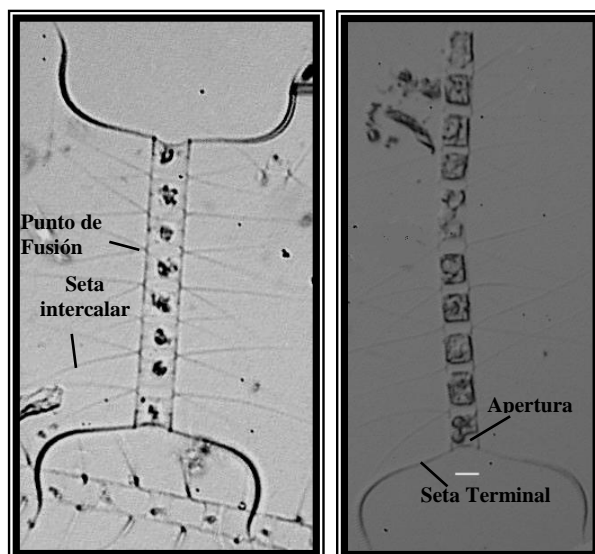 Punto de
Fusión
Seta
intercalar
Apertura
Seta Terminal